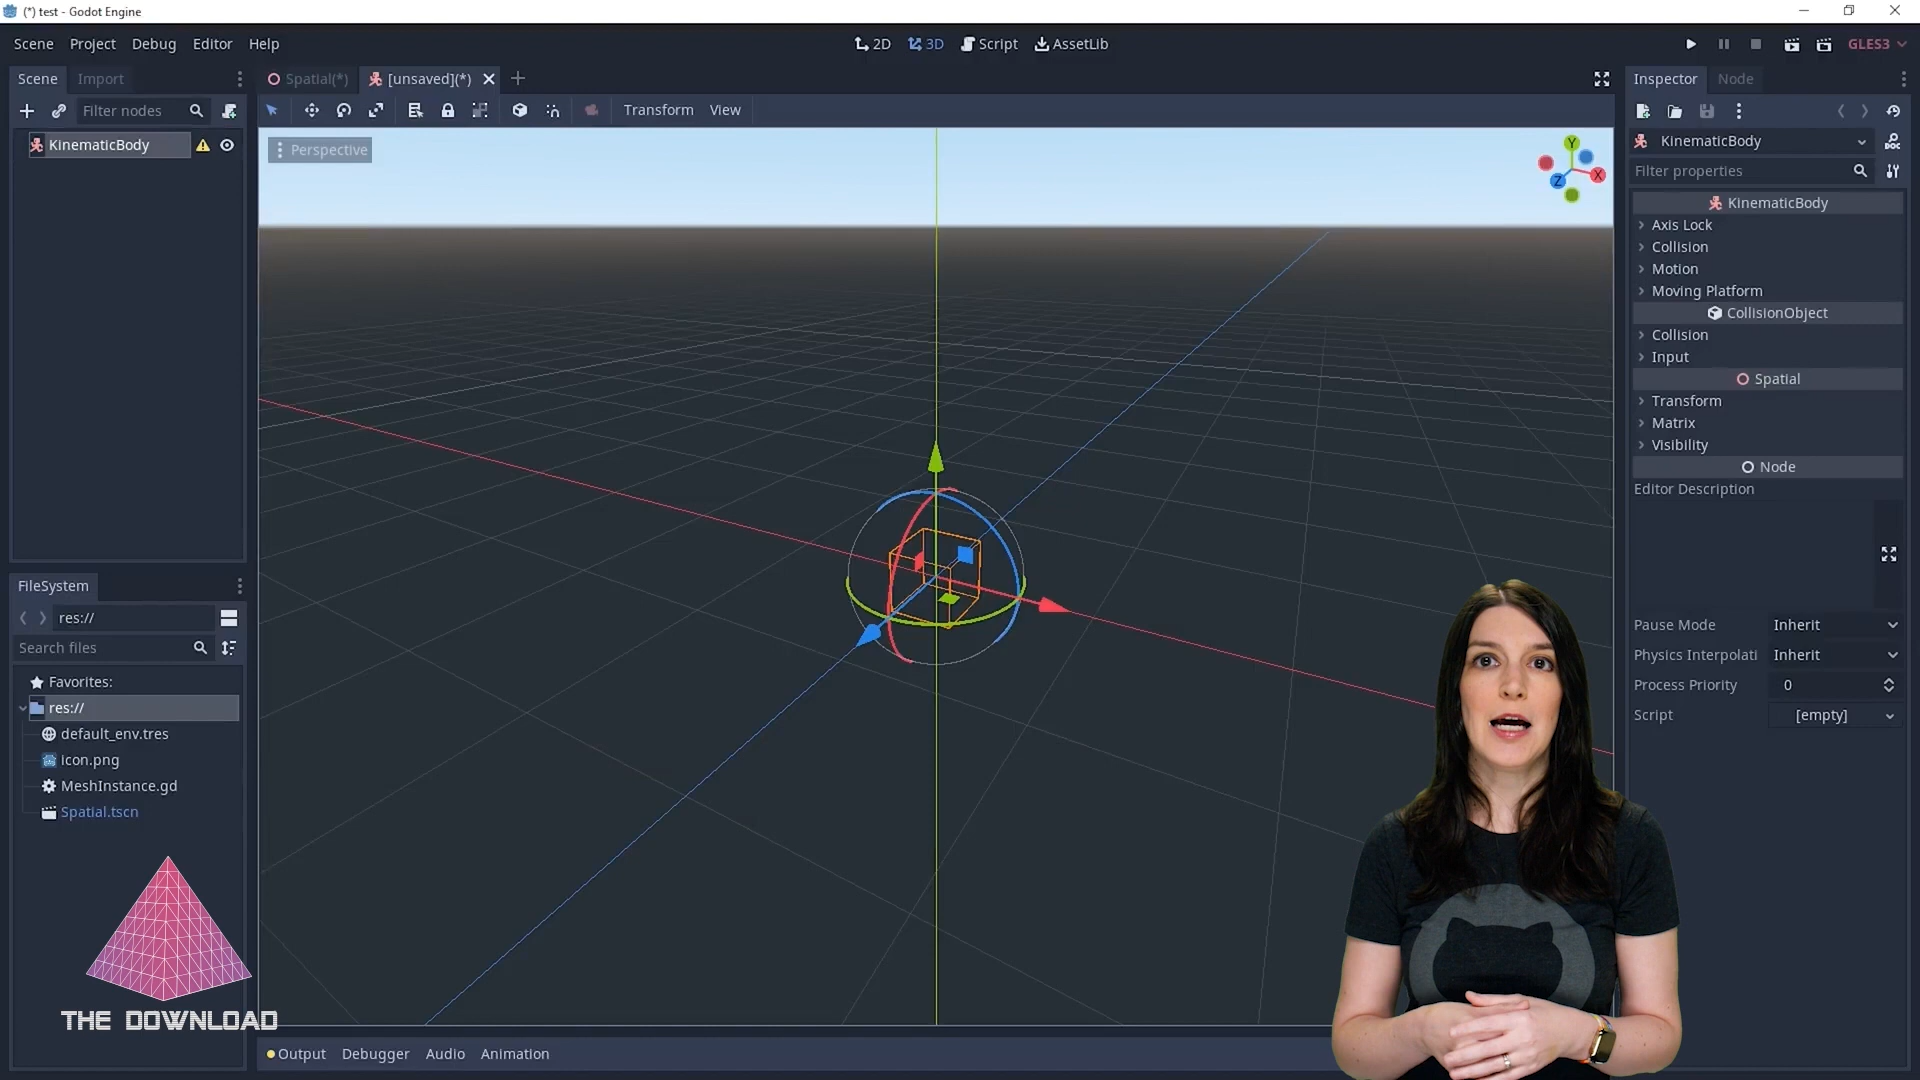 (*) test - Godot Engine
Scene Project Debug Editor Help
2D 3D Script AssetLib
GLES3
Scene Import
Spatial(*) [unsaved](*)
Inspector Node
Filter nodes
Transform View
KinematicBody
Perspective
Y
X
Z
KinematicBody
Filter properties
KinematicBody
Axis Lock
Collision
Motion
Moving Platform
CollisionObject
Collision
Input
Spatial
Transform
Matrix
Visibility
Node
Editor Description
Pause Mode Inherit
Physics Interpolati Inherit
Process Priority 0
Script [empty]
FileSystem
res://
Search files
Favorites:
res://
default_env.tres
icon.png
MeshInstance.gd
Spatial.tscn
THE DOWNLOAD
Output Debugger Audio Animation